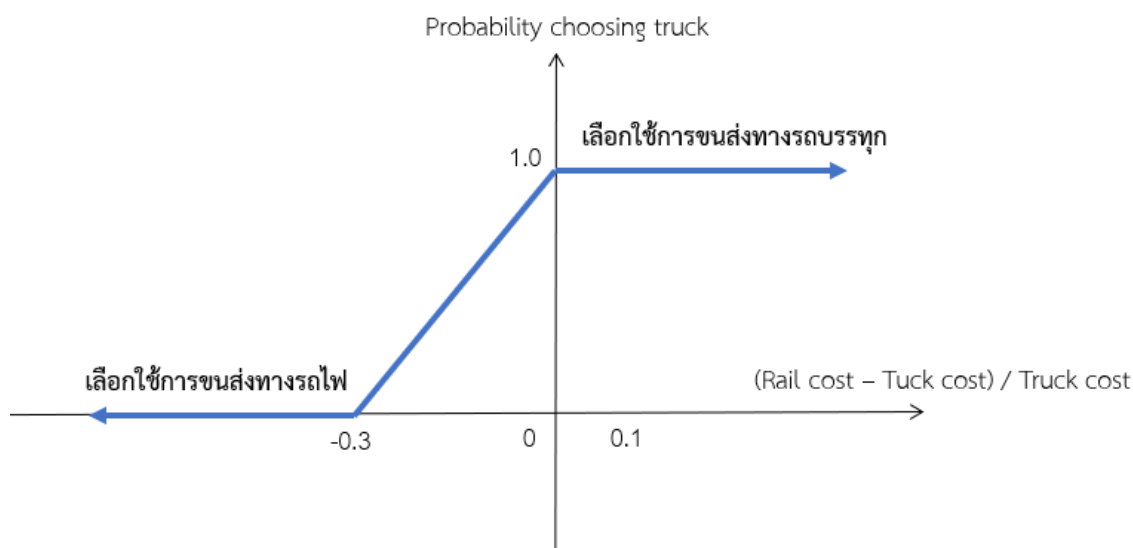 Probability choosing truck
เลือกใช้การขนส่งทางรถบรรทุก
1.0
เลือกใช้การขนส่งทางรถไฟ
(Rail cost – Tuck cost) / Truck cost
-0.3
0
0.1